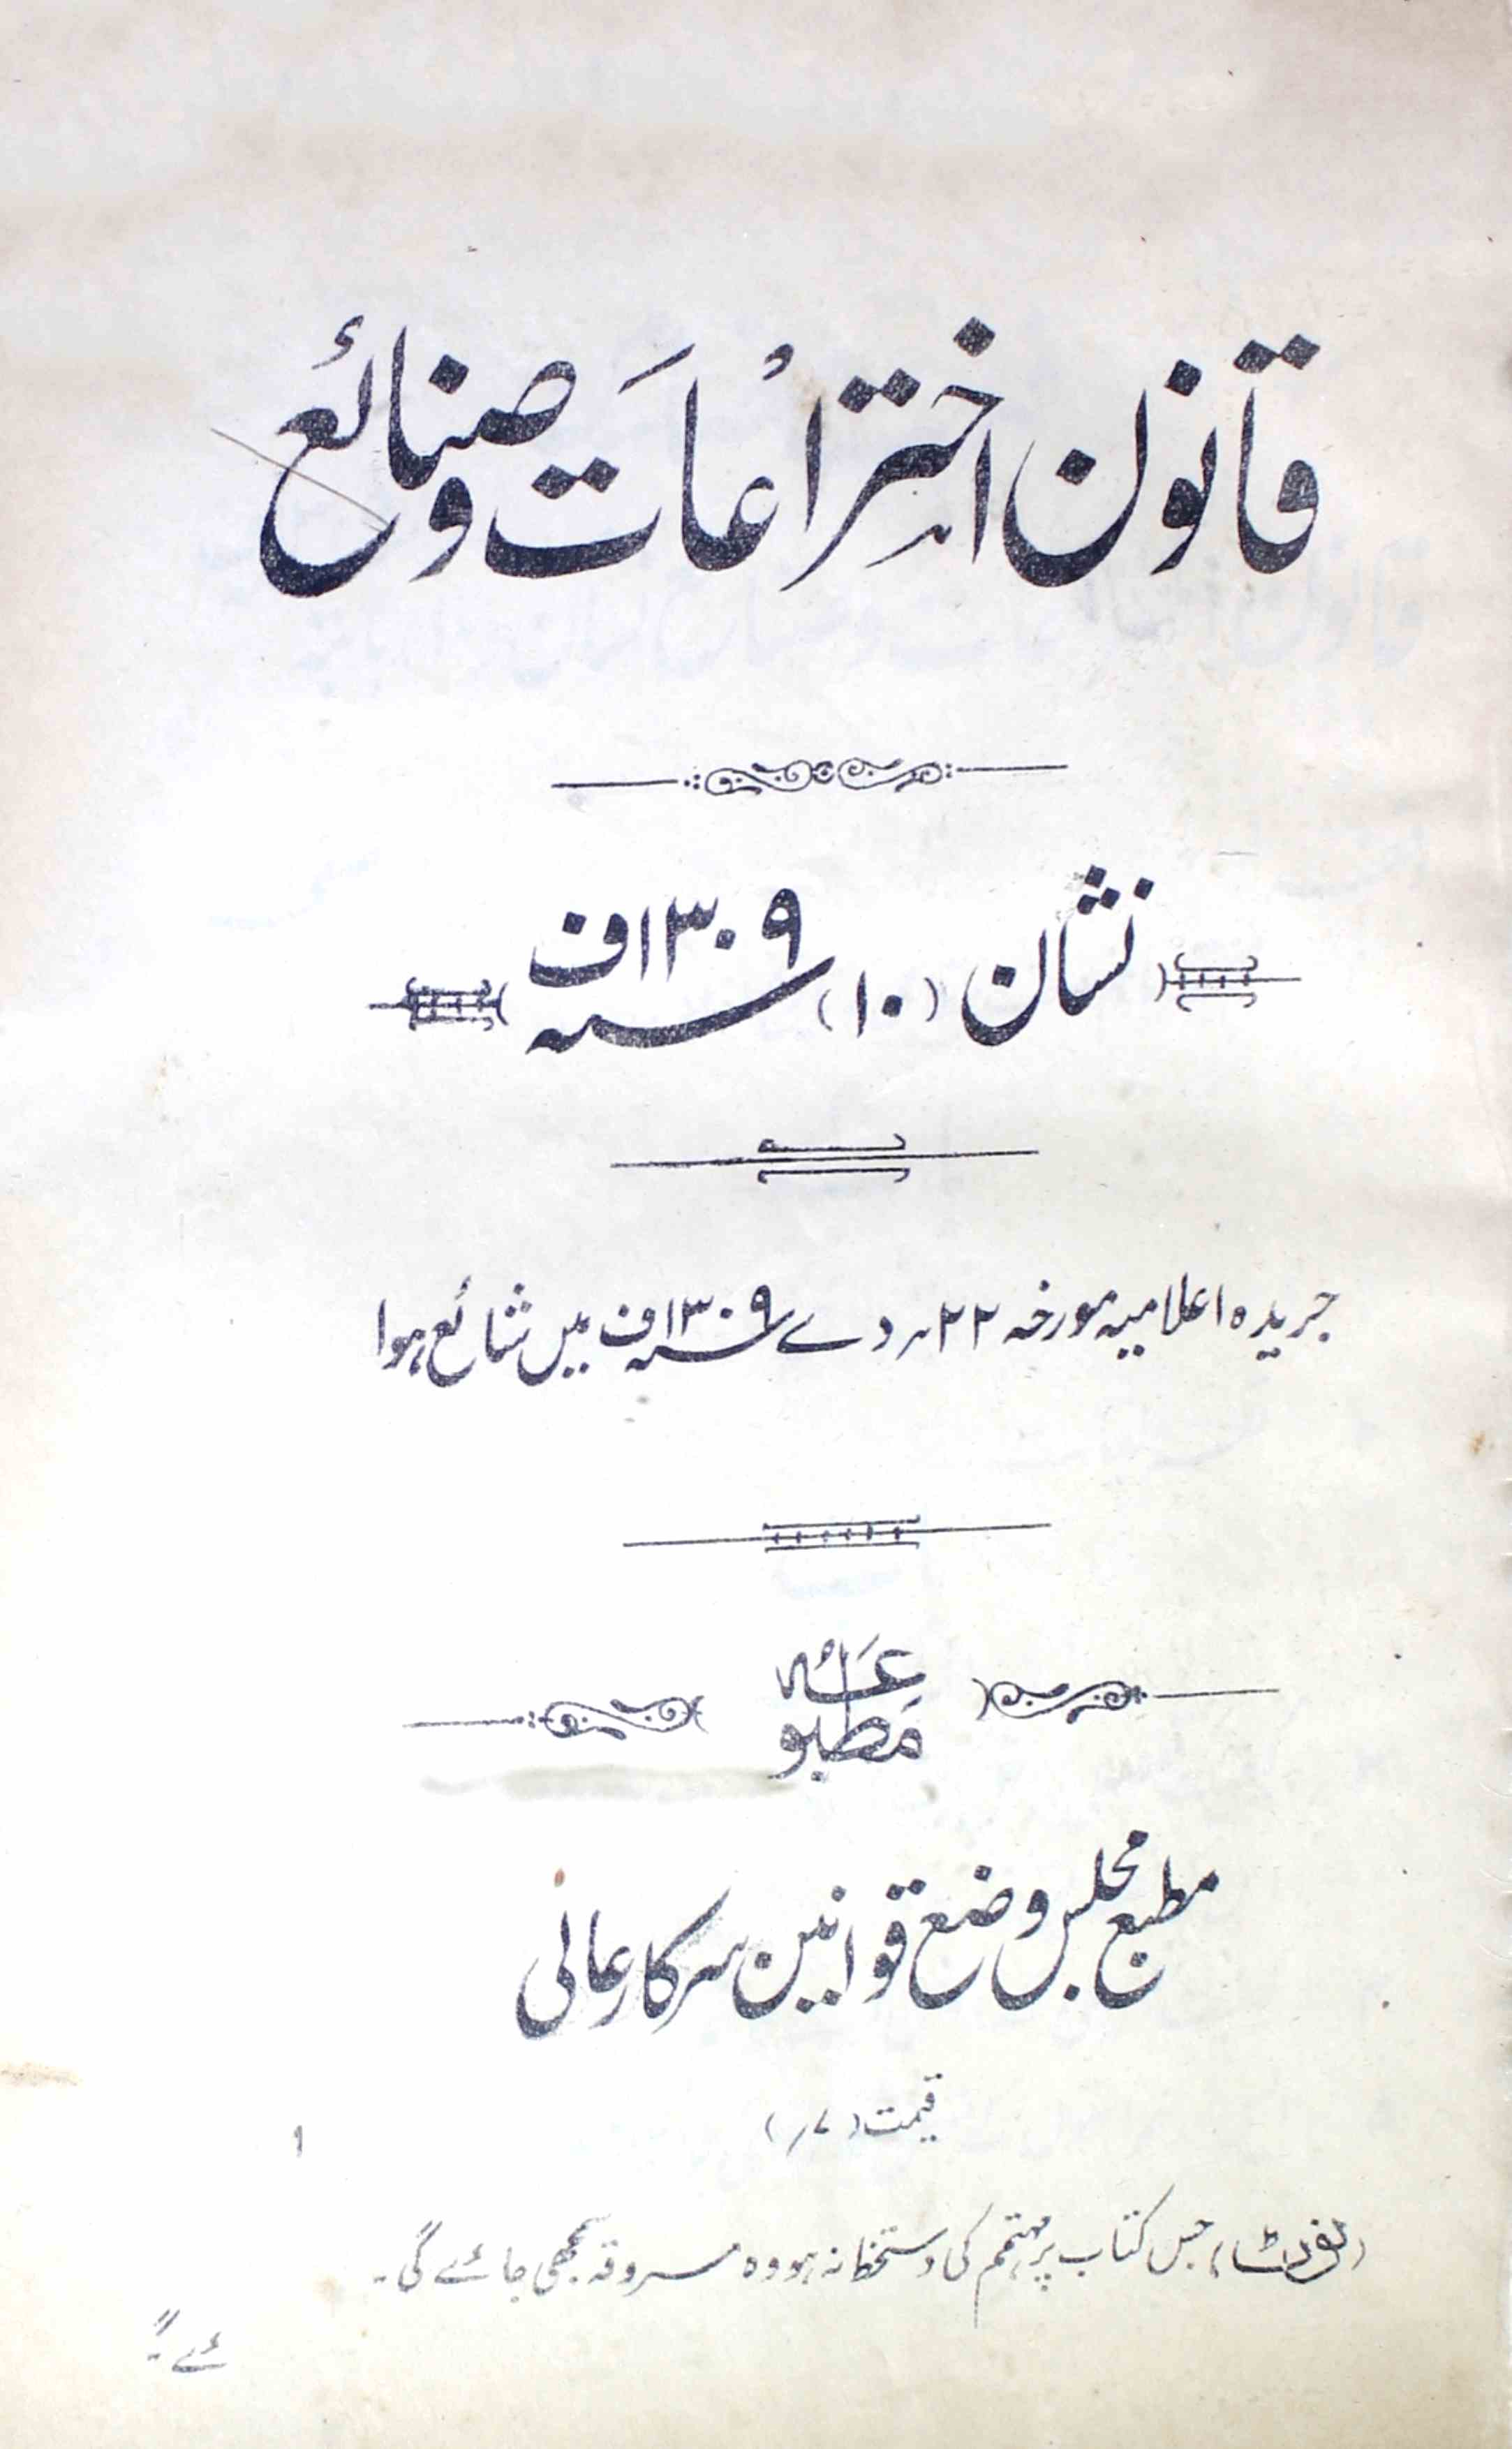 قانون اختراعات و صنائع
نشان (۱۰) سنہ ۱۳۰۹ف
جریدہ اعلامیہ مورخہ ۲۲ ؍ دے سنہ ۱۳۰۹ف میں شائع ہوا
مطبوعہ
مطبع مجلس وضع قوانین سرکار عالی
قیمت (۷؍)
(نوٹ) جس کتاب پر مہتمم کی دستخط نہ ہو وہ مسروقہ سمجھی جائے گی۔